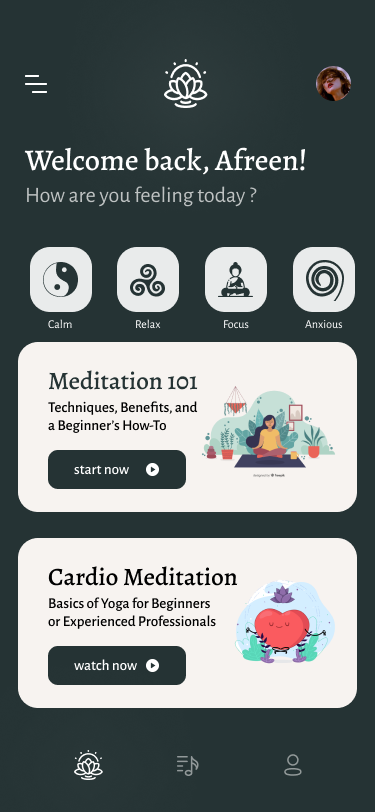 Welcome back, Afreen!
How are you feeling today ?
Calm
Relax
Focus
Anxious
Meditation 101
Techniques, Benefits, and
a Beginner's How-To
start now
Cardio Meditation
Basics of Yoga for Beginners
or Experienced Professionals
watch now